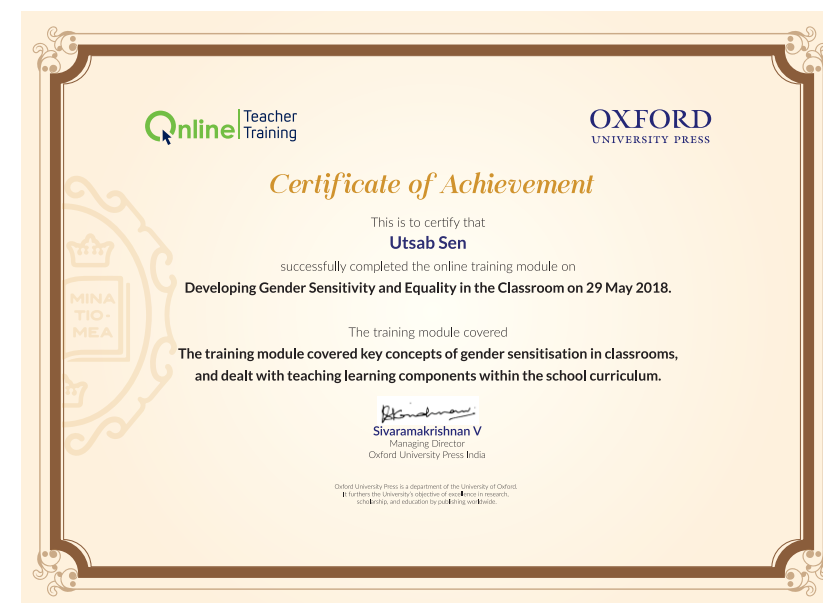 Online Teacher Training
OXFORD
UNIVERSITY PRESS
Certificate of Achievement
This is to certify that
Utsab Sen
successfully completed the online training module on
Developing Gender Sensitivity and Equality in the Classroom on 29 May 2018.
MINA
TIO-
MEA
The training module covered
The training module covered key concepts of gender sensitisation in classrooms,
and dealt with teaching learning components within the school curriculum.
Sivaramakrishnan V
Managing Director
Oxford University Press India
Oxford University Press is a department of the University of Oxford.
It furthers the University's objective of excellence in research,
scholarship, and education by publishing worldwide.